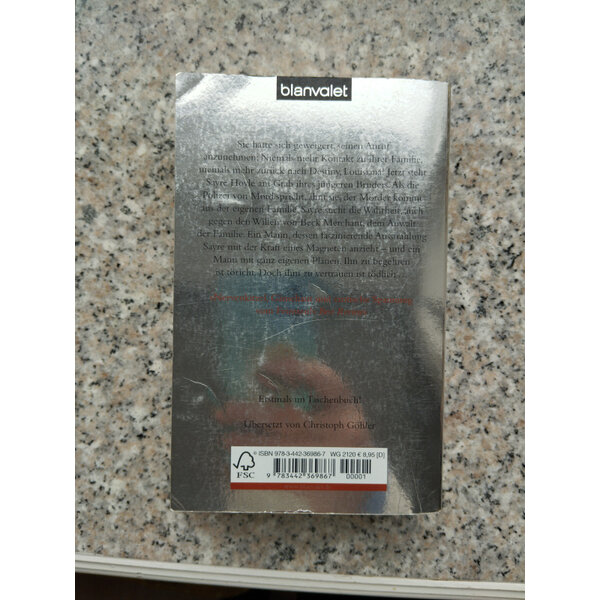 blanvalet
Sie hatte sich geweigert, seinen Anruf
anzunehmen: Niemals mehr Kontakt zu ihrer Familie,
niemals mehr zurück nach Destiny, Louisiana! Jetzt steht
Sayre Hoyle am Grab ihres jüngeren Bruders. Als die
Polizei von Mord spricht, ahnt sie, der Mörder kommt
aus der eigenen Familie. Sayre sucht die Wahrheit, auch
gegen den Willen von Beck Merchant, dem Anwalt
der Familie. Ein Mann, dessen faszinierende Ausstrahlung
Sayre mit der Kraft eines Magneten anzieht – und ein
Mann mit ganz eigenen Plänen. Ihn zu begehren
ist töricht. Doch ihm zu vertrauen ist tödlich ...
Erstmals im Taschenbuch!
Übersetzt von Christoph Göhler
ISBN 978-3-442-36986-7 WG 2120 € 8,95 [D]
FSC
9 783442 369867 00001